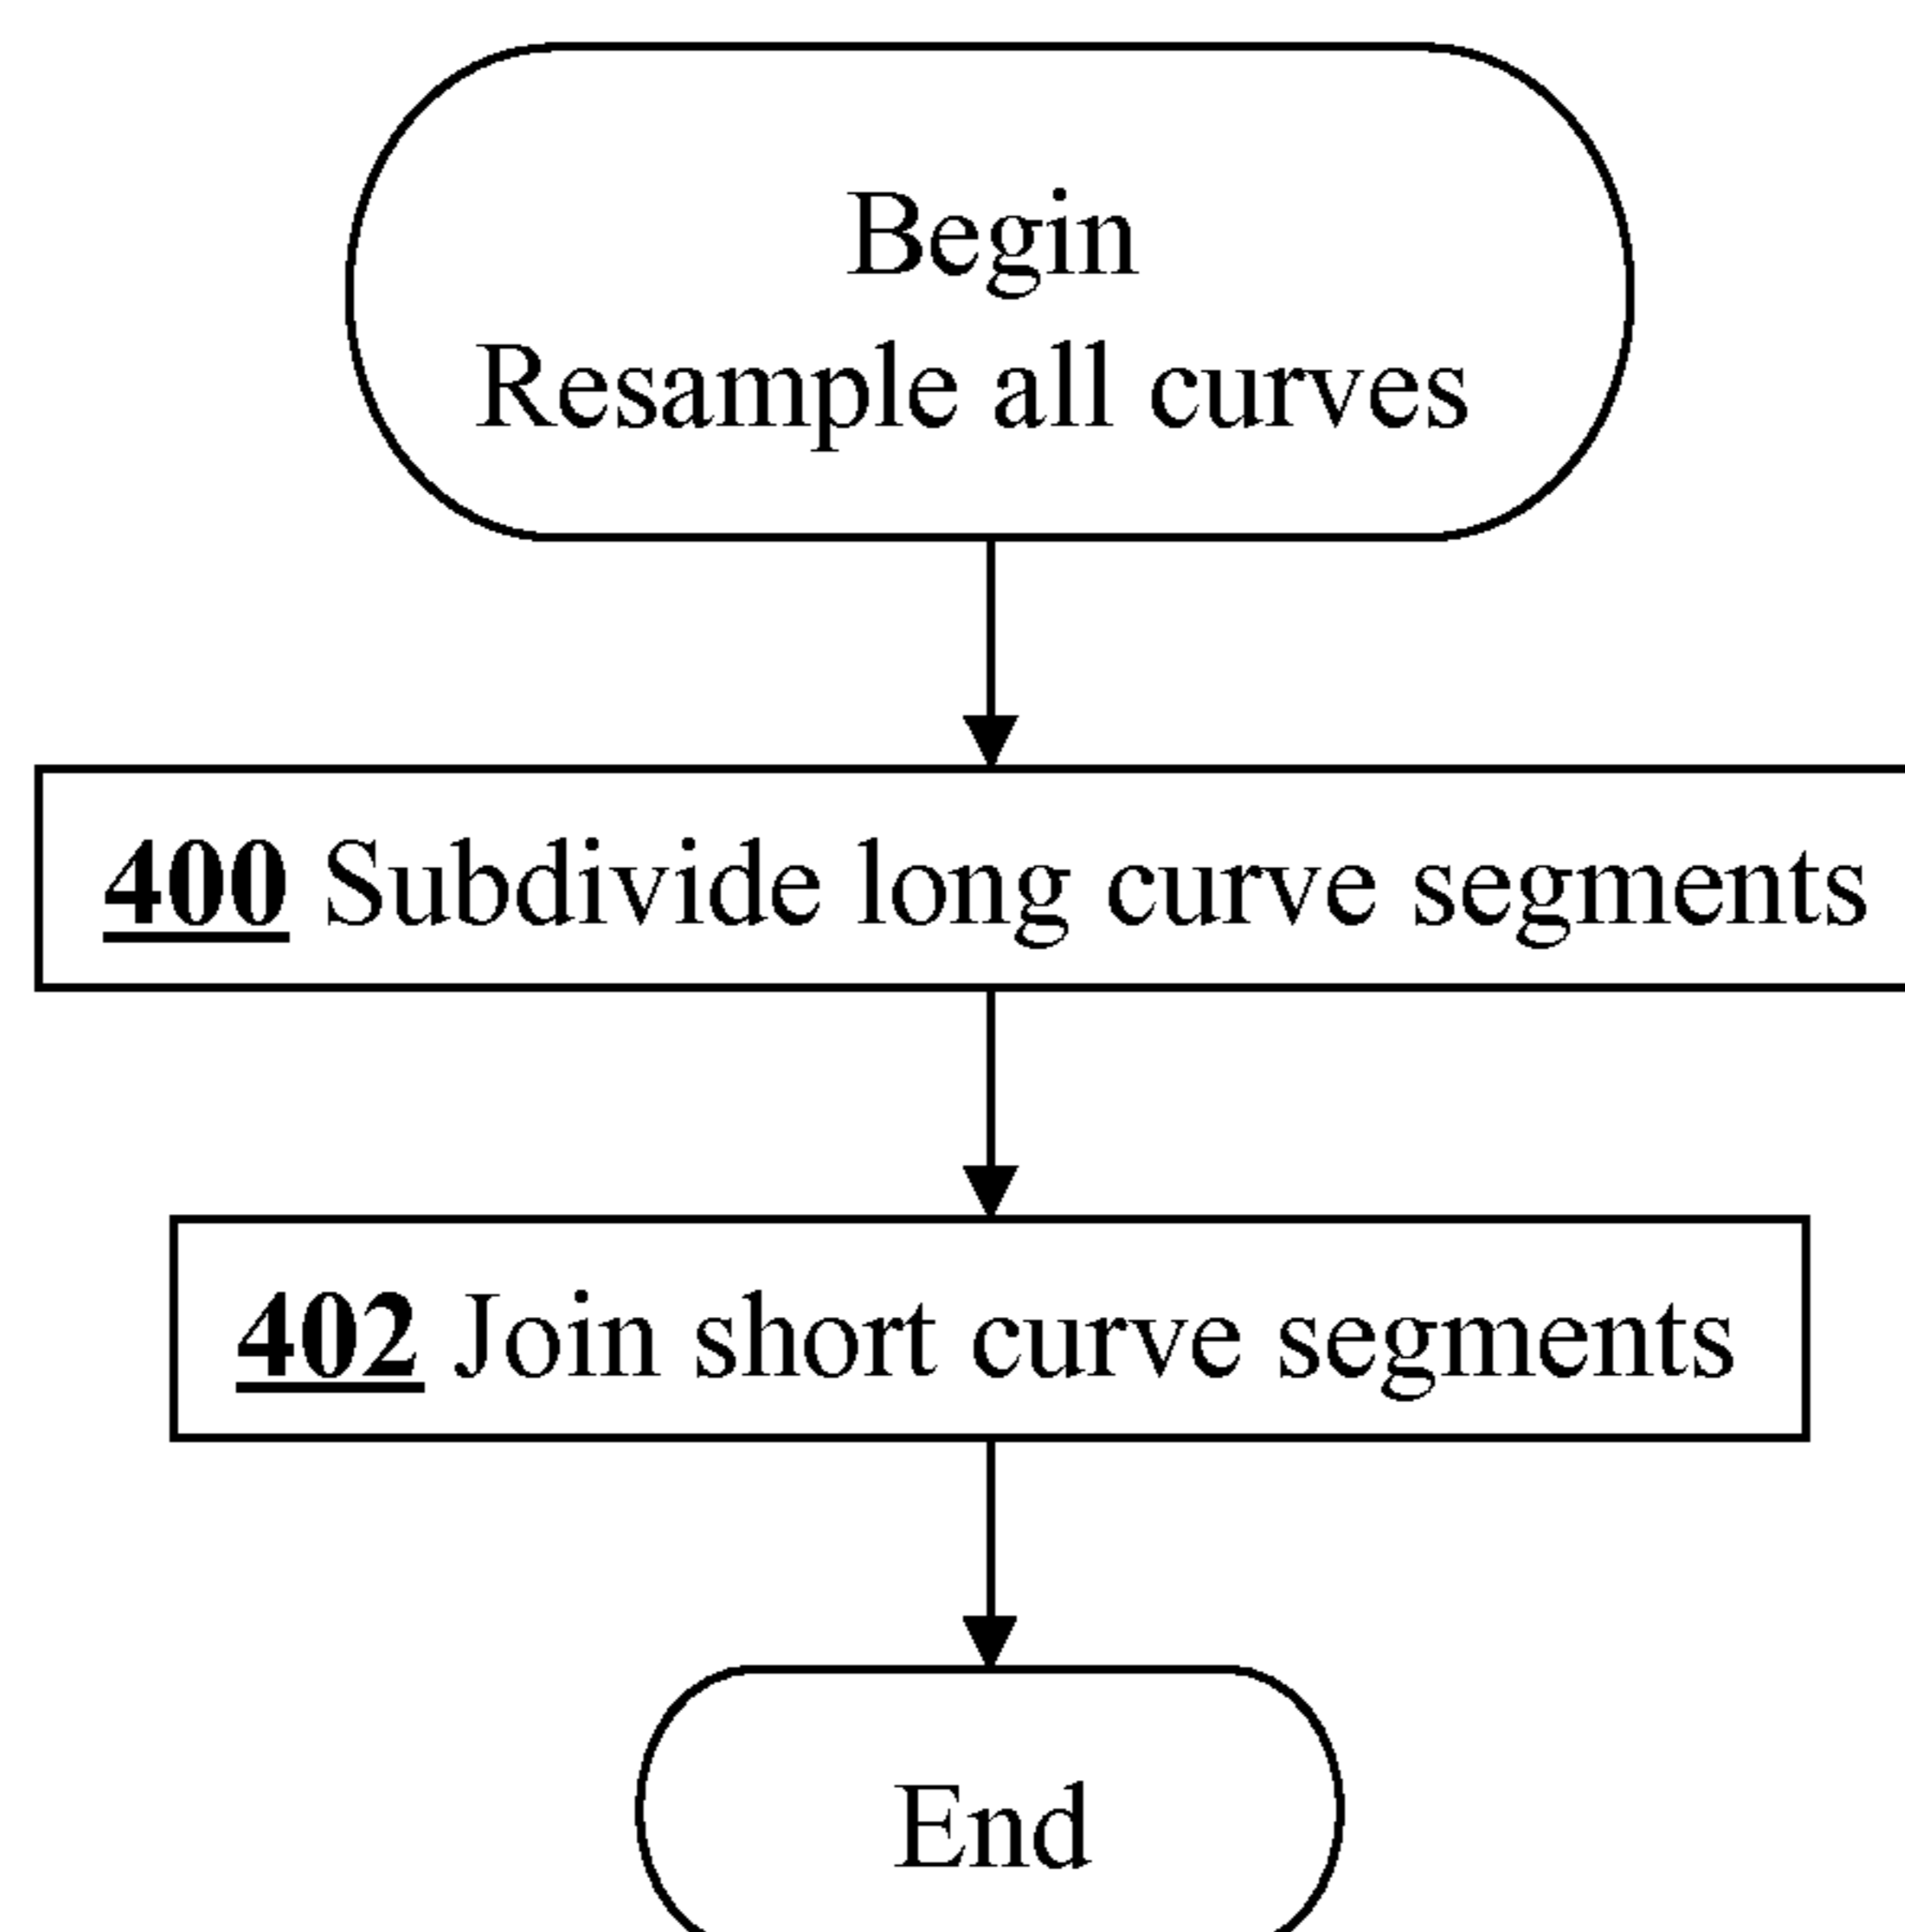 Begin
Resample all curves
400 Subdivide long curve segments
402 Join short curve segments
End